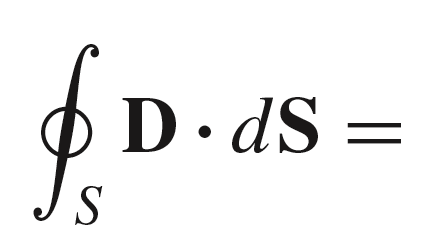 ∮_S 𝐃 · d𝐒 =